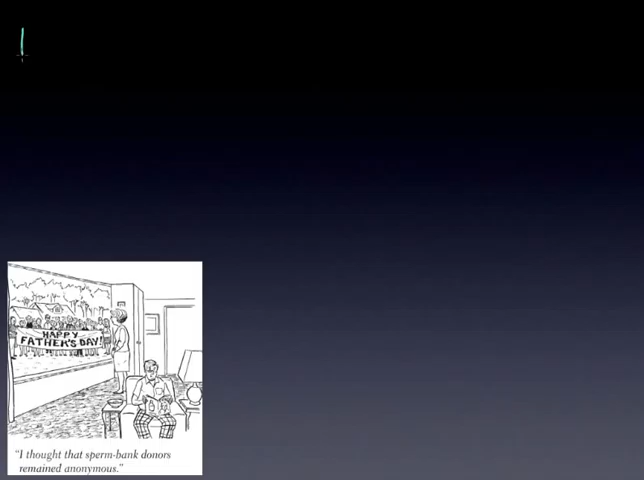 HAPPY
FATHER'S DAY!
"I thought that sperm-bank donors
remained anonymous."